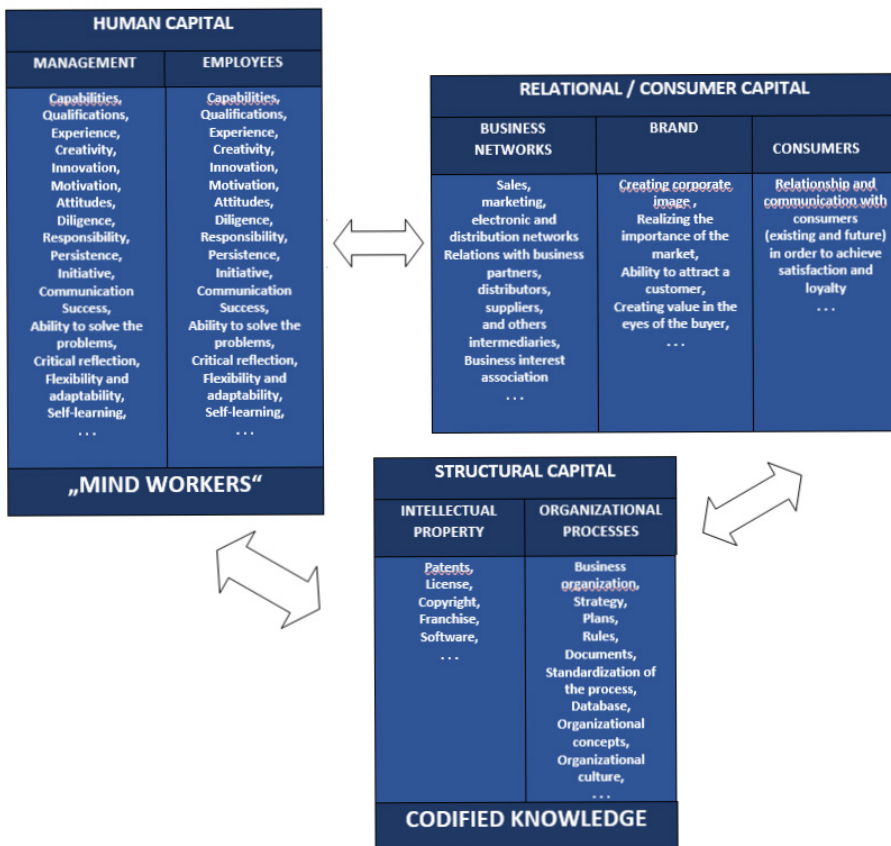 HUMAN CAPITAL
MANAGEMENT
Capabilities,
Qualifications,
Experience,
Creativity,
Innovation,
Motivation,
Attitudes,
Diligence,
Responsibility,
Persistence,
Initiative,
Communication
Success,
Ability to solve the
problems,
Critical reflection,
Flexibility and
adaptability,
Self-learning,
. . .
EMPLOYEES
Capabilities,
Qualifications,
Experience,
Creativity,
Innovation,
Motivation,
Attitudes,
Diligence,
Responsibility,
Persistence,
Initiative,
Communication
Success,
Ability to solve the
problems,
Critical reflection,
Flexibility and
adaptability,
Self-learning,
. . .
„MIND WORKERS“
RELATIONAL / CONSUMER CAPITAL
BUSINESS
NETWORKS
Sales,
marketing,
electronic and
distribution networks
Relations with business
partners,
distributors,
suppliers,
and others
intermediaries,
Business interest
association
. . .
BRAND
Creating corporate
image ,
Realizing the
importance of the
market,
Ability to attract a
customer,
Creating value in the
eyes of the buyer,
. . .
CONSUMERS
Relationship and
communication with
consumers
(existing and future)
in order to achieve
satisfaction and
loyalty
. . .
STRUCTURAL CAPITAL
INTELLECTUAL
PROPERTY
Patents,
License,
Copyright,
Franchise,
Software,
. . .
ORGANIZATIONAL
PROCESSES
Business
organization,
Strategy,
Plans,
Rules,
Documents,
Standardization of
the process,
Database,
Organizational
concepts,
Organizational
culture,
. . .
CODIFIED KNOWLEDGE